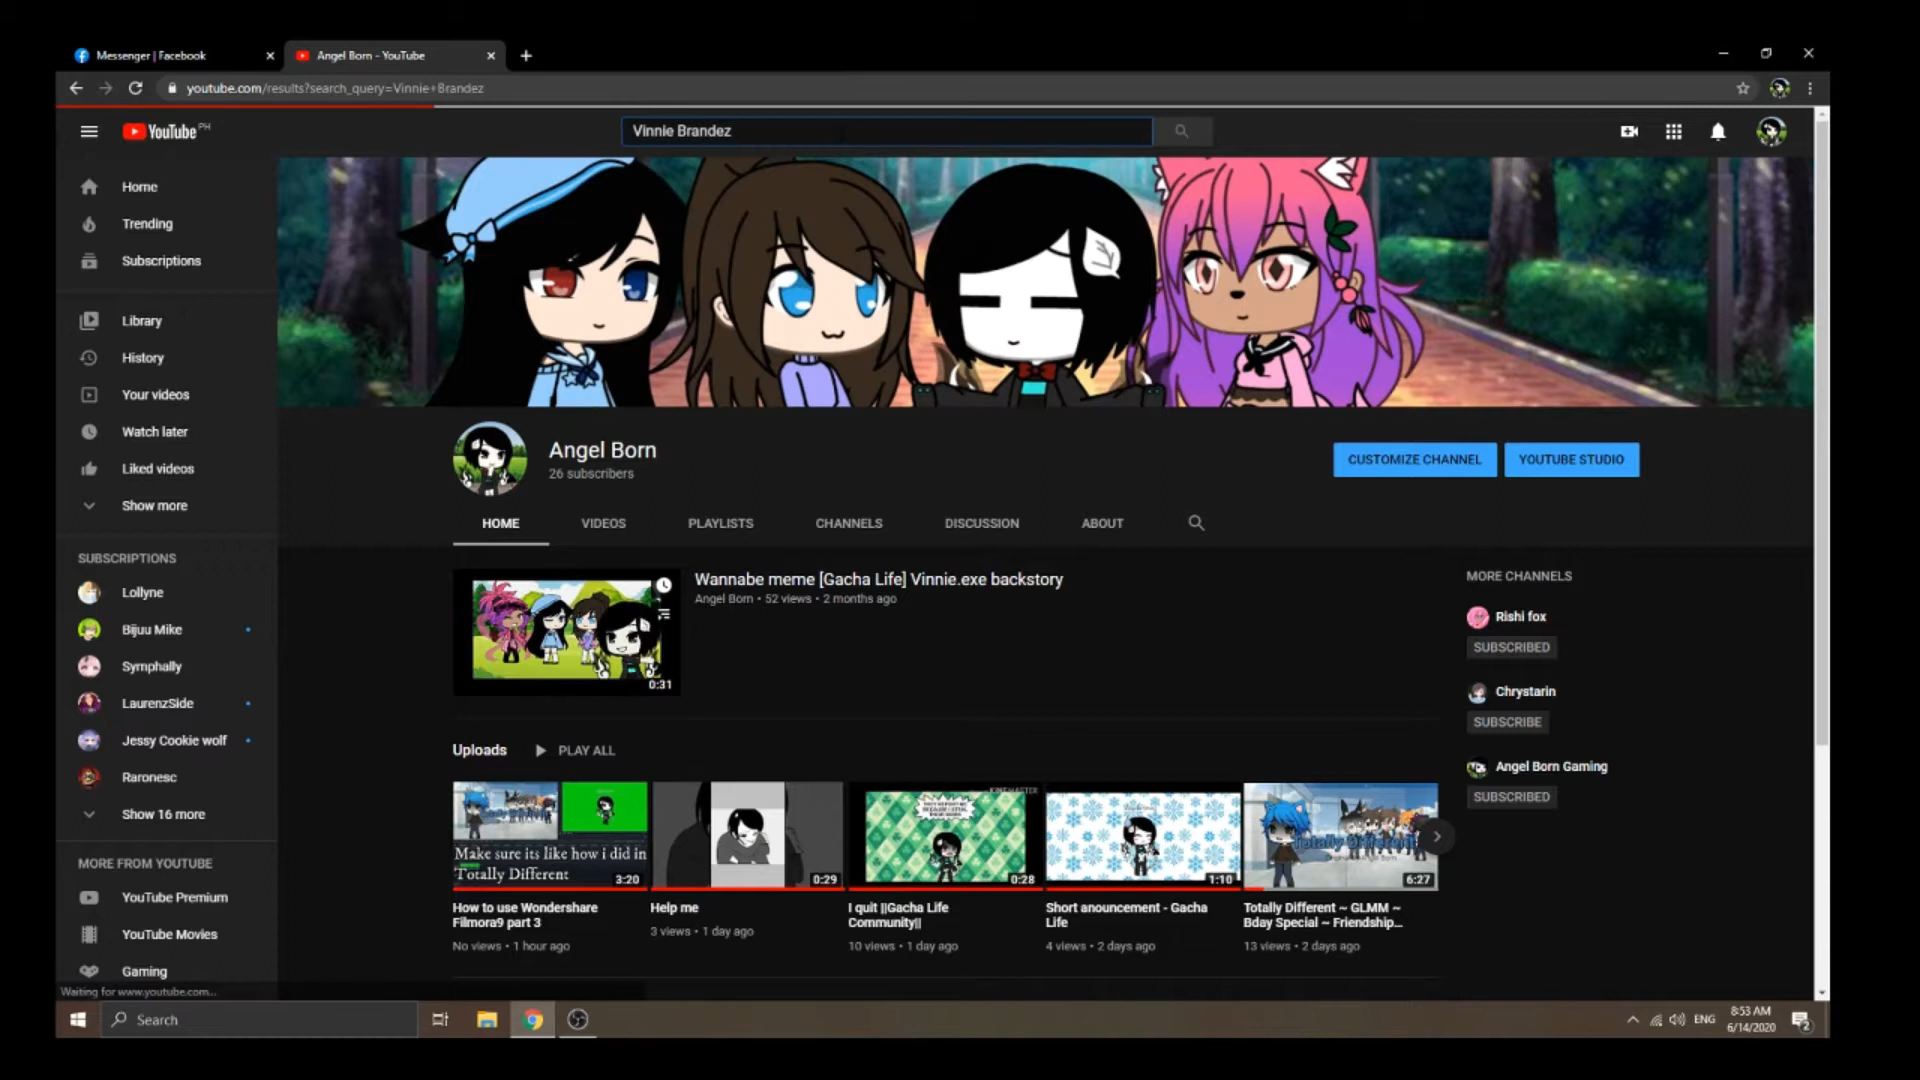 Messenger | Facebook
Angel Born - YouTube
youtube.com/results?search_query=Vinnie+Brandez
YouTube PH
Vinnie Brandez
Home
Trending
Subscriptions
Library
History
Your videos
Watch later
Liked videos
Show more
SUBSCRIPTIONS
Lollyne
Bijuu Mike
Symphally
LaurenzSide
Jessy Cookie wolf
Raronesc
Show 16 more
MORE FROM YOUTUBE
YouTube Premium
YouTube Movies
Gaming
Waiting for www.youtube.com...
Angel Born
26 subscribers
CUSTOMIZE CHANNEL
YOUTUBE STUDIO
HOME
VIDEOS
PLAYLISTS
CHANNELS
DISCUSSION
ABOUT
0:31
Wannabe meme [Gacha Life] Vinnie.exe backstory
Angel Born • 52 views • 2 months ago
MORE CHANNELS
Rishi fox
SUBSCRIBED
Chrystarin
SUBSCRIBE
Angel Born Gaming
SUBSCRIBED
Uploads
PLAY ALL
Make sure its like how i did in
Totally Different
3:20
How to use Wondershare
Filmora9 part 3
No views • 1 hour ago
0:29
Help me
3 views • 1 day ago
KINEMASTER
0:28
I quit ||Gacha Life
Community||
10 views • 1 day ago
1:10
Short anouncement - Gacha
Life
4 views • 2 days ago
Totally Different
6:27
Totally Different ~ GLMM ~
Bday Special ~ Friendship...
13 views • 2 days ago
Search
ENG
8:53 AM
6/14/2020
2